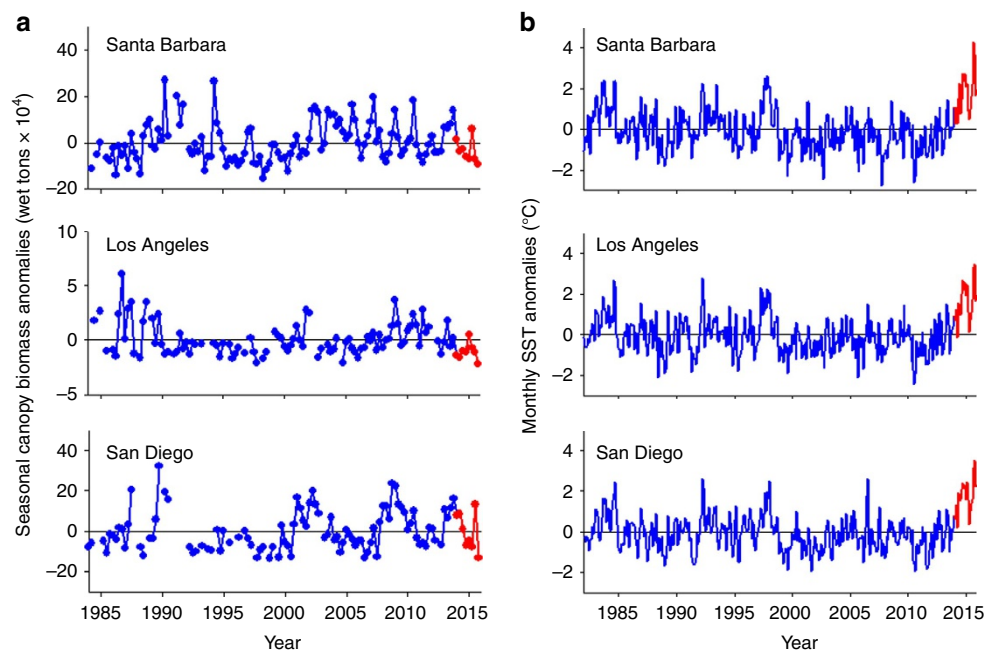 a
b
Seasonal canopy biomass anomalies (wet tons × 10⁴)
Santa Barbara
40
20
0
–20
Los Angeles
10
5
0
–5
San Diego
40
20
0
–20
1985 1990 1995 2000 2005 2010 2015
Year
Monthly SST anomalies (°C)
Santa Barbara
4
2
0
–2
Los Angeles
4
2
0
–2
San Diego
4
2
0
–2
1985 1990 1995 2000 2005 2010 2015
Year